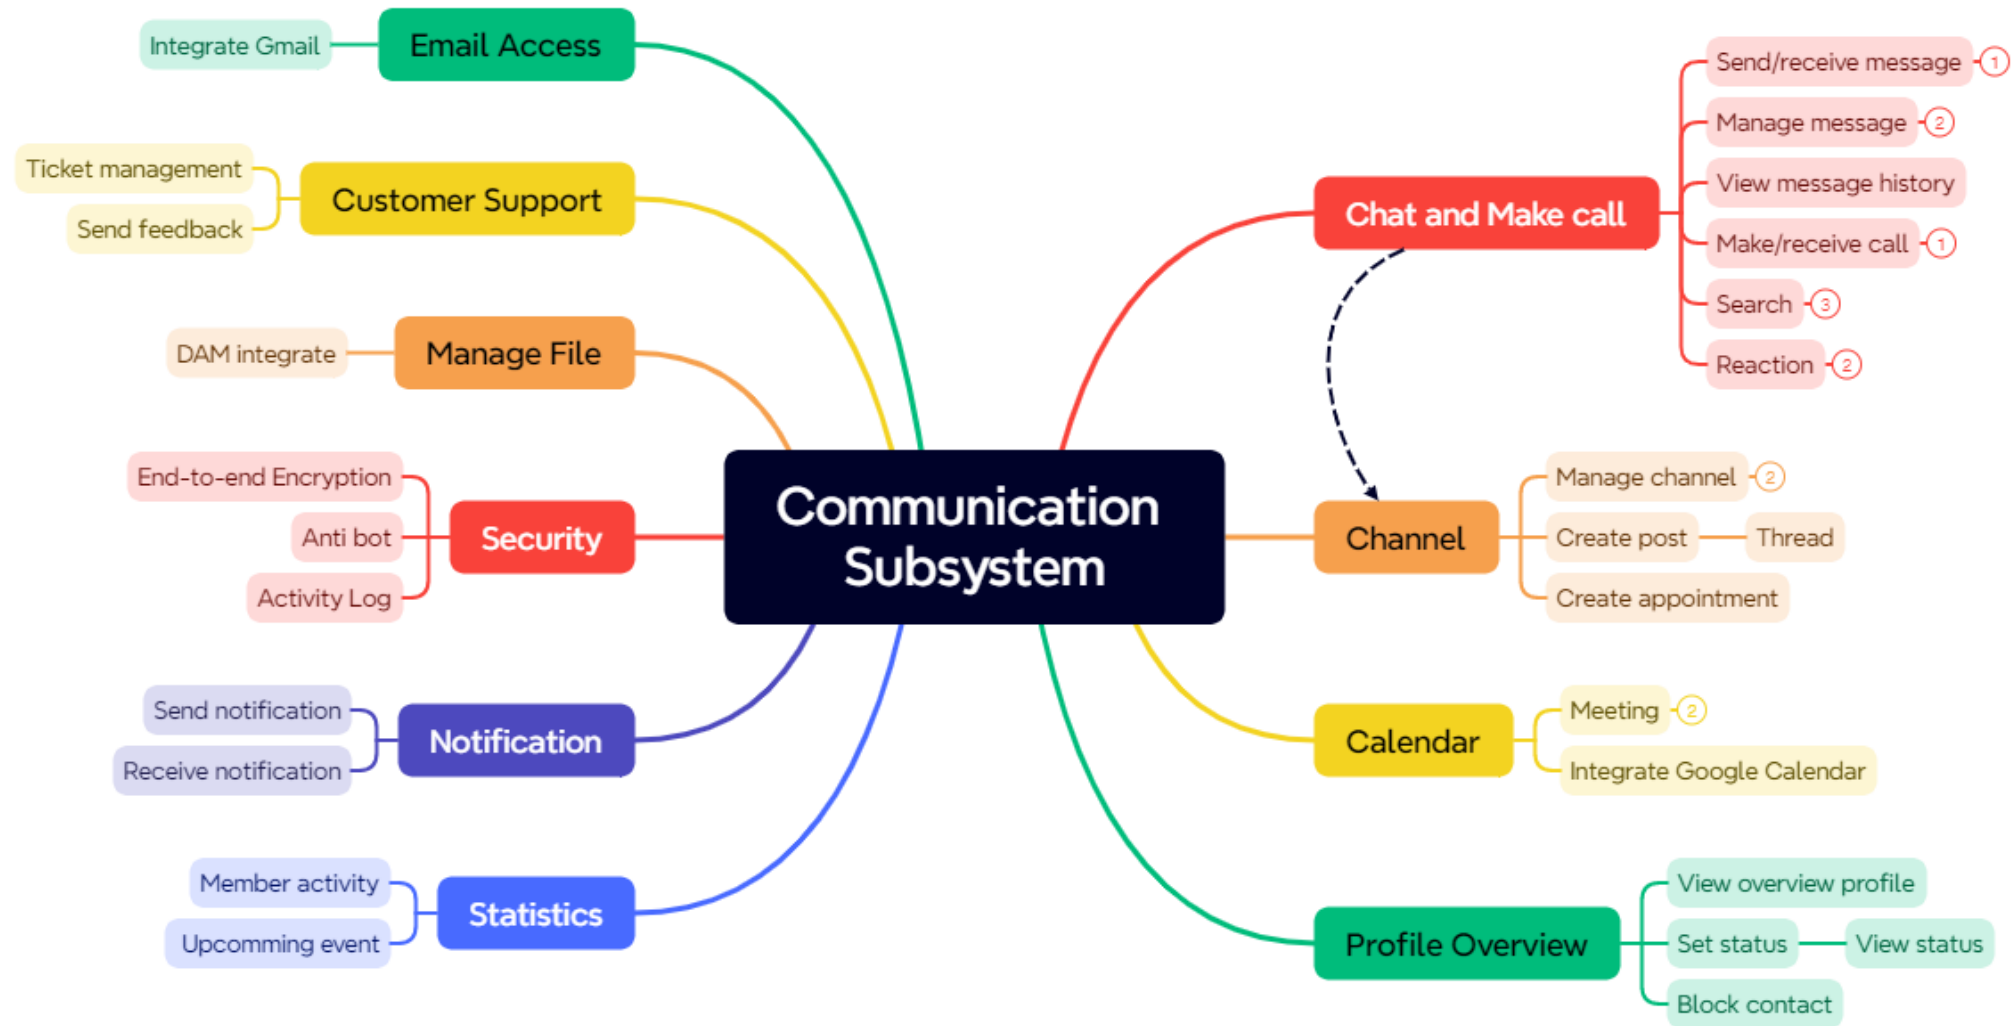 Communication
Subsystem
Email Access
Integrate Gmail
Customer Support
Ticket management
Send feedback
Manage File
DAM integrate
Security
End-to-end Encryption
Anti bot
Activity Log
Notification
Send notification
Receive notification
Statistics
Member activity
Upcomming event
Chat and Make call
Send/receive message 1
Manage message 2
View message history
Make/receive call 1
Search 3
Reaction 2
Channel
Manage channel 2
Create post
Thread
Create appointment
Calendar
Meeting 2
Integrate Google Calendar
Profile Overview
View overview profile
Set status
View status
Block contact